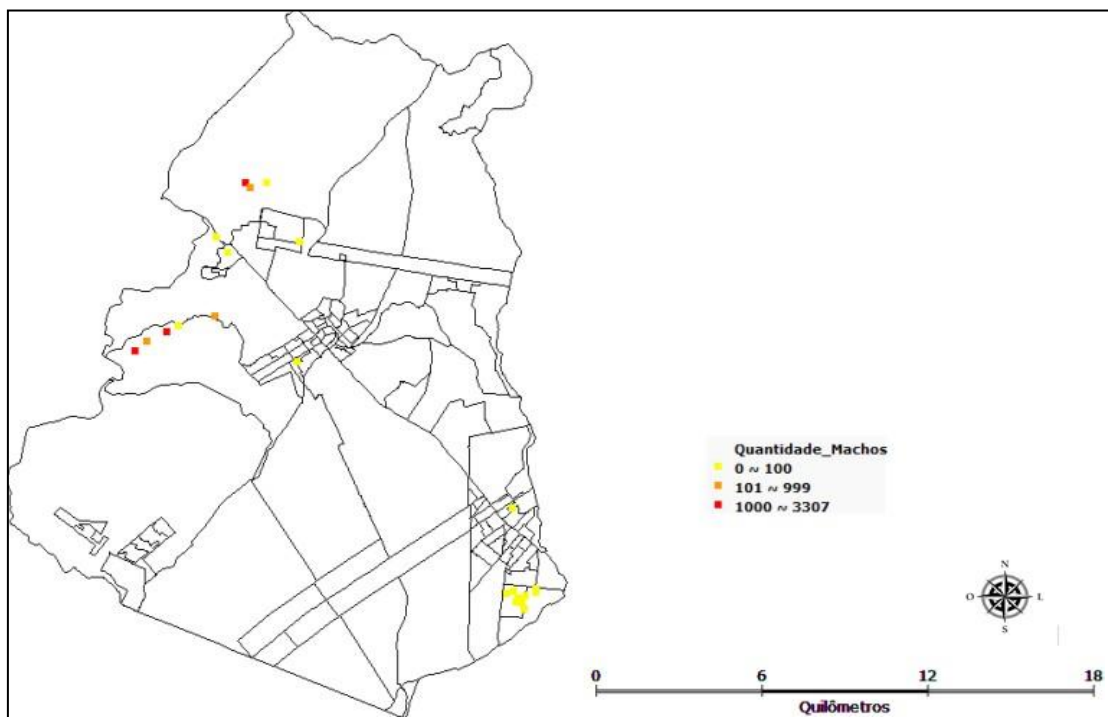 Quantidade_Machos
0 ~ 100
101 ~ 999
1000 ~ 3307
N
O L
S
0 6 12 18
Quilômetros